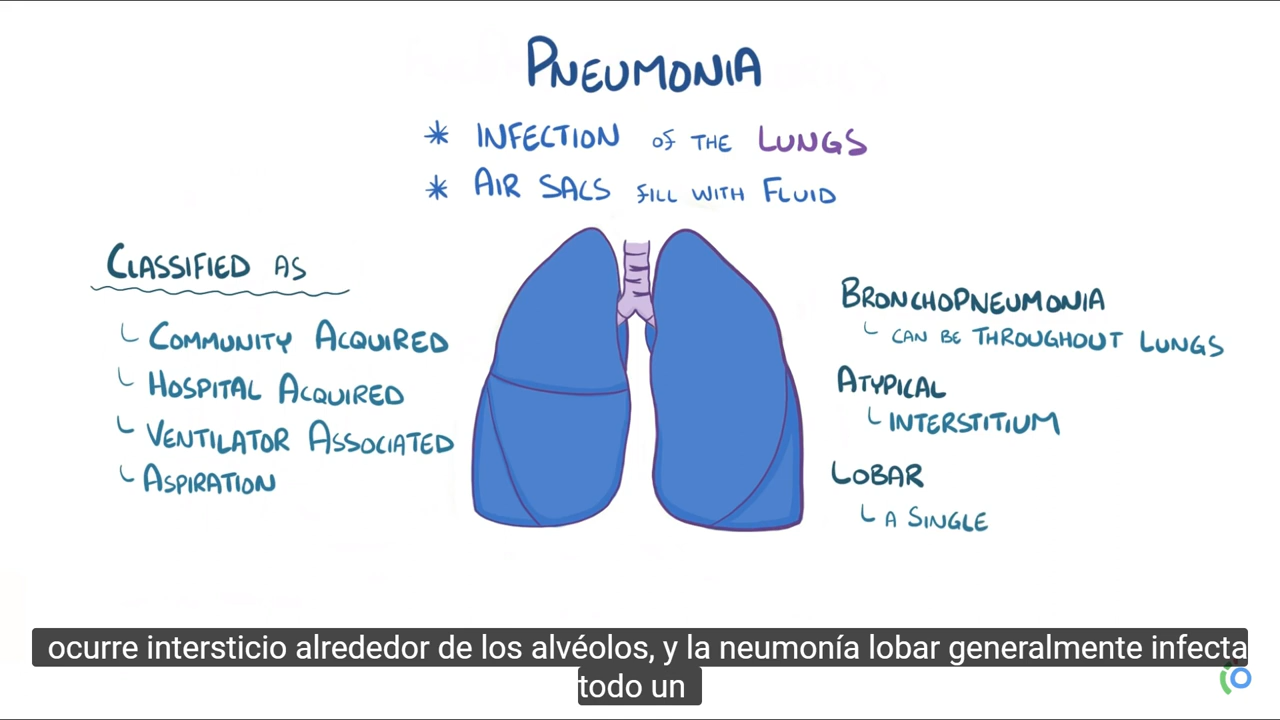 PNEUMONIA
* INFECTION OF THE LUNGS
* AIR SACS FILL WITH FLUID
CLASSIFIED AS
COMMUNITY ACQUIRED
HOSPITAL ACQUIRED
VENTILATOR ASSOCIATED
ASPIRATION
BRONCHOPNEUMONIA
CAN BE THROUGHOUT LUNGS
ATYPICAL
INTERSTITIUM
LOBAR
A SINGLE
ocurre intersticio alrededor de los alvéolos, y la neumonía lobar generalmente infecta
todo un